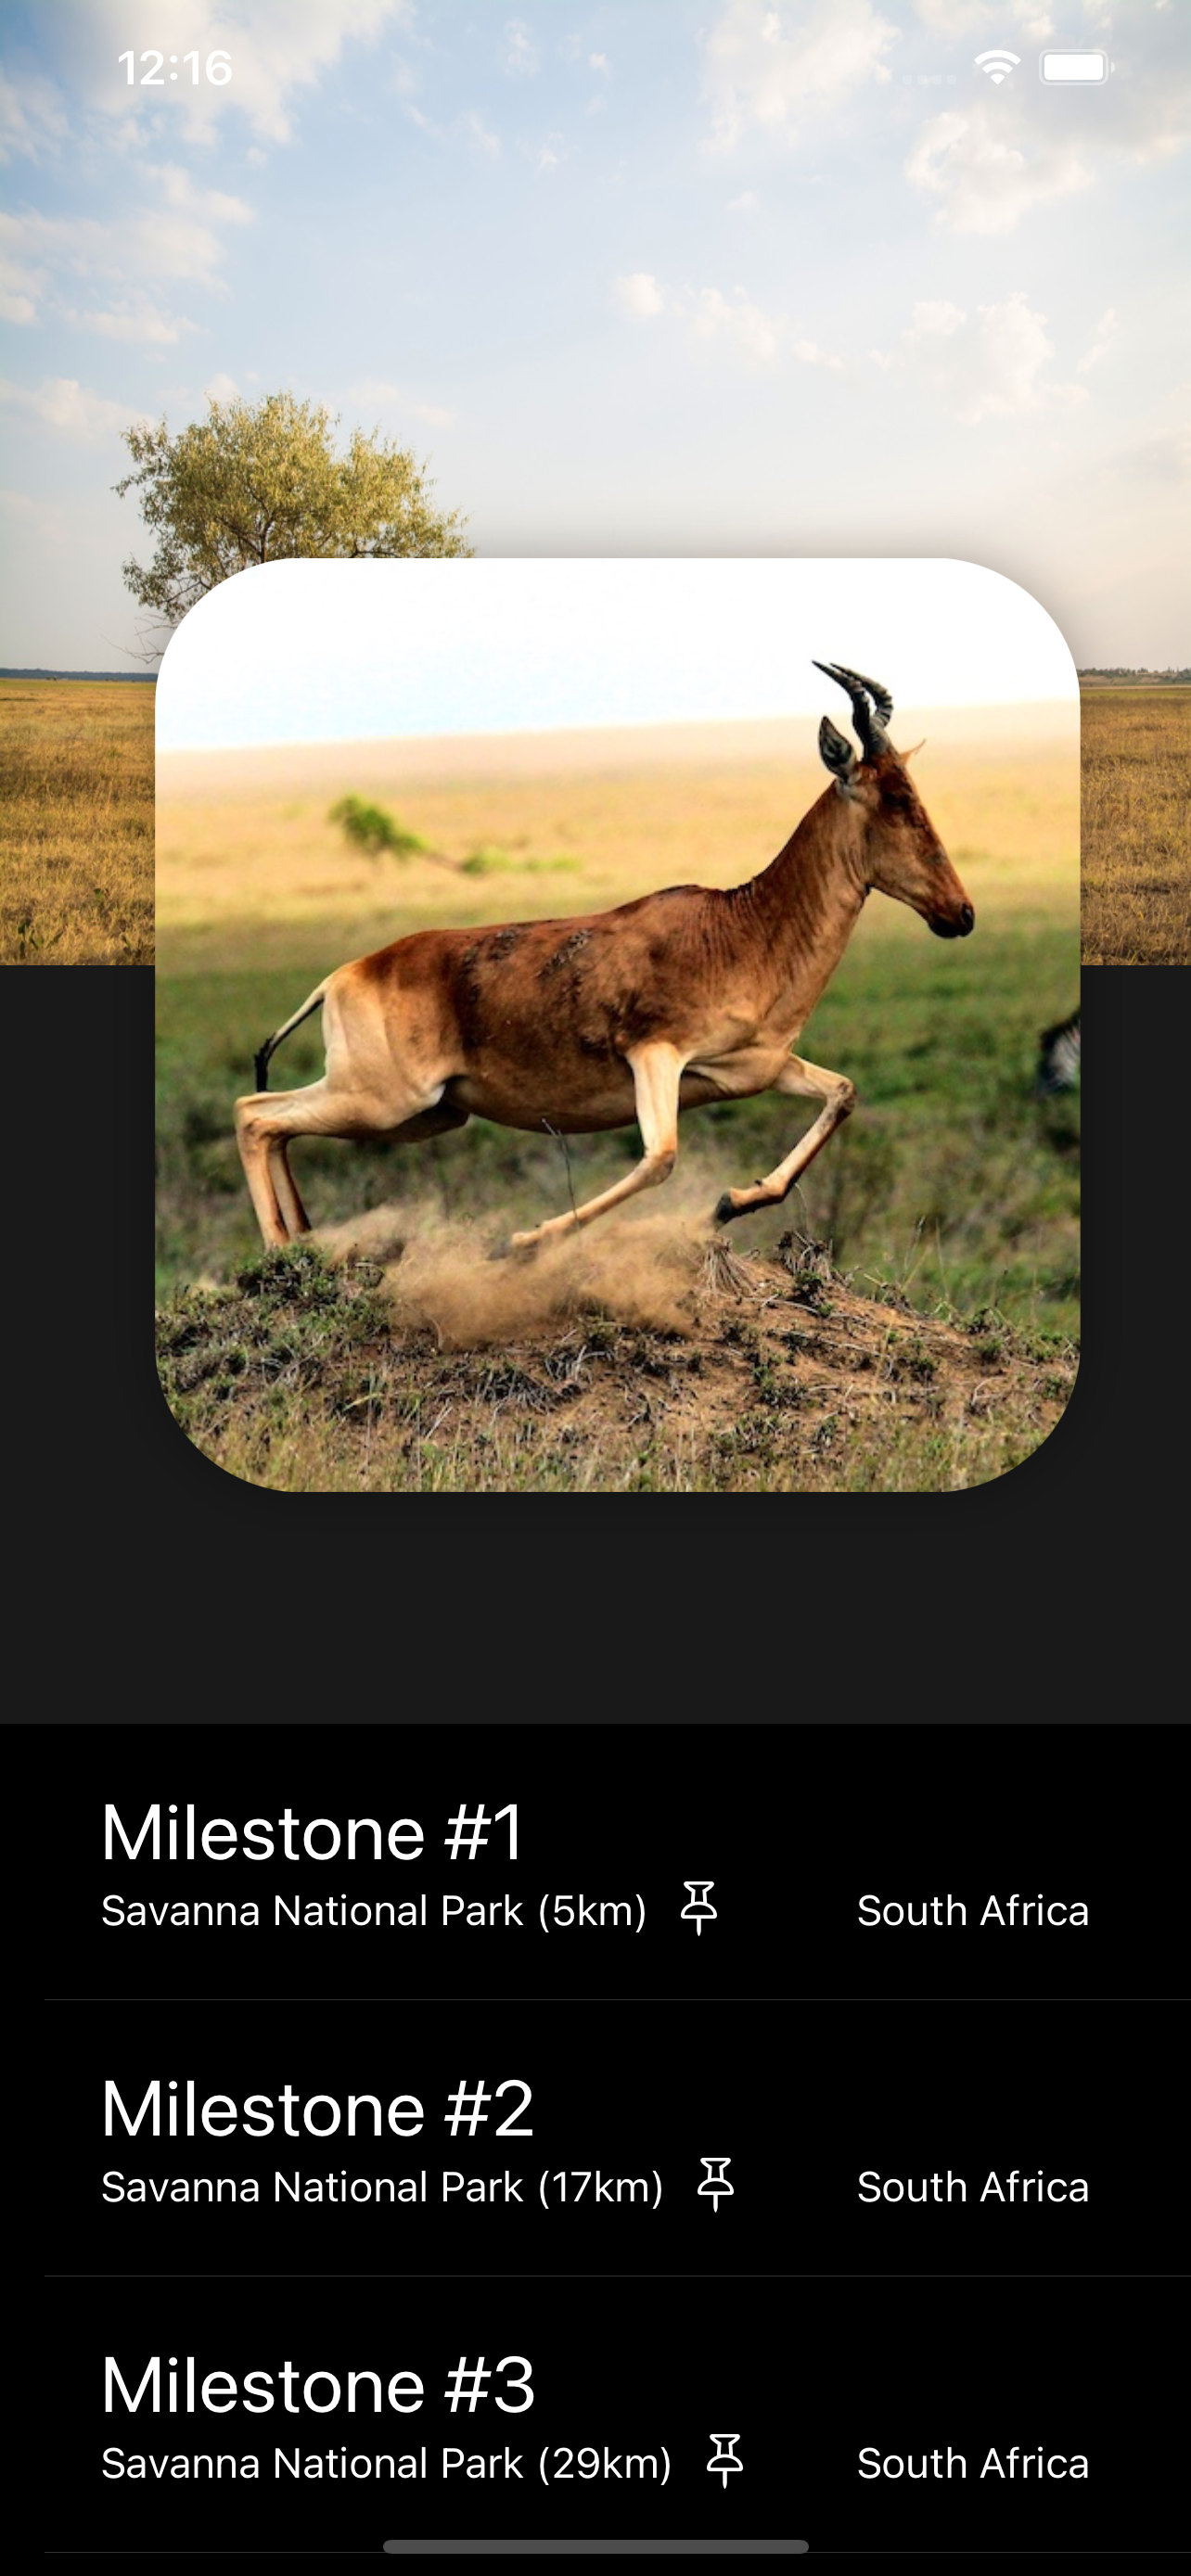 12:16
Milestone #1
Savanna National Park (5km) South Africa
Milestone #2
Savanna National Park (17km) South Africa
Milestone #3
Savanna National Park (29km) South Africa